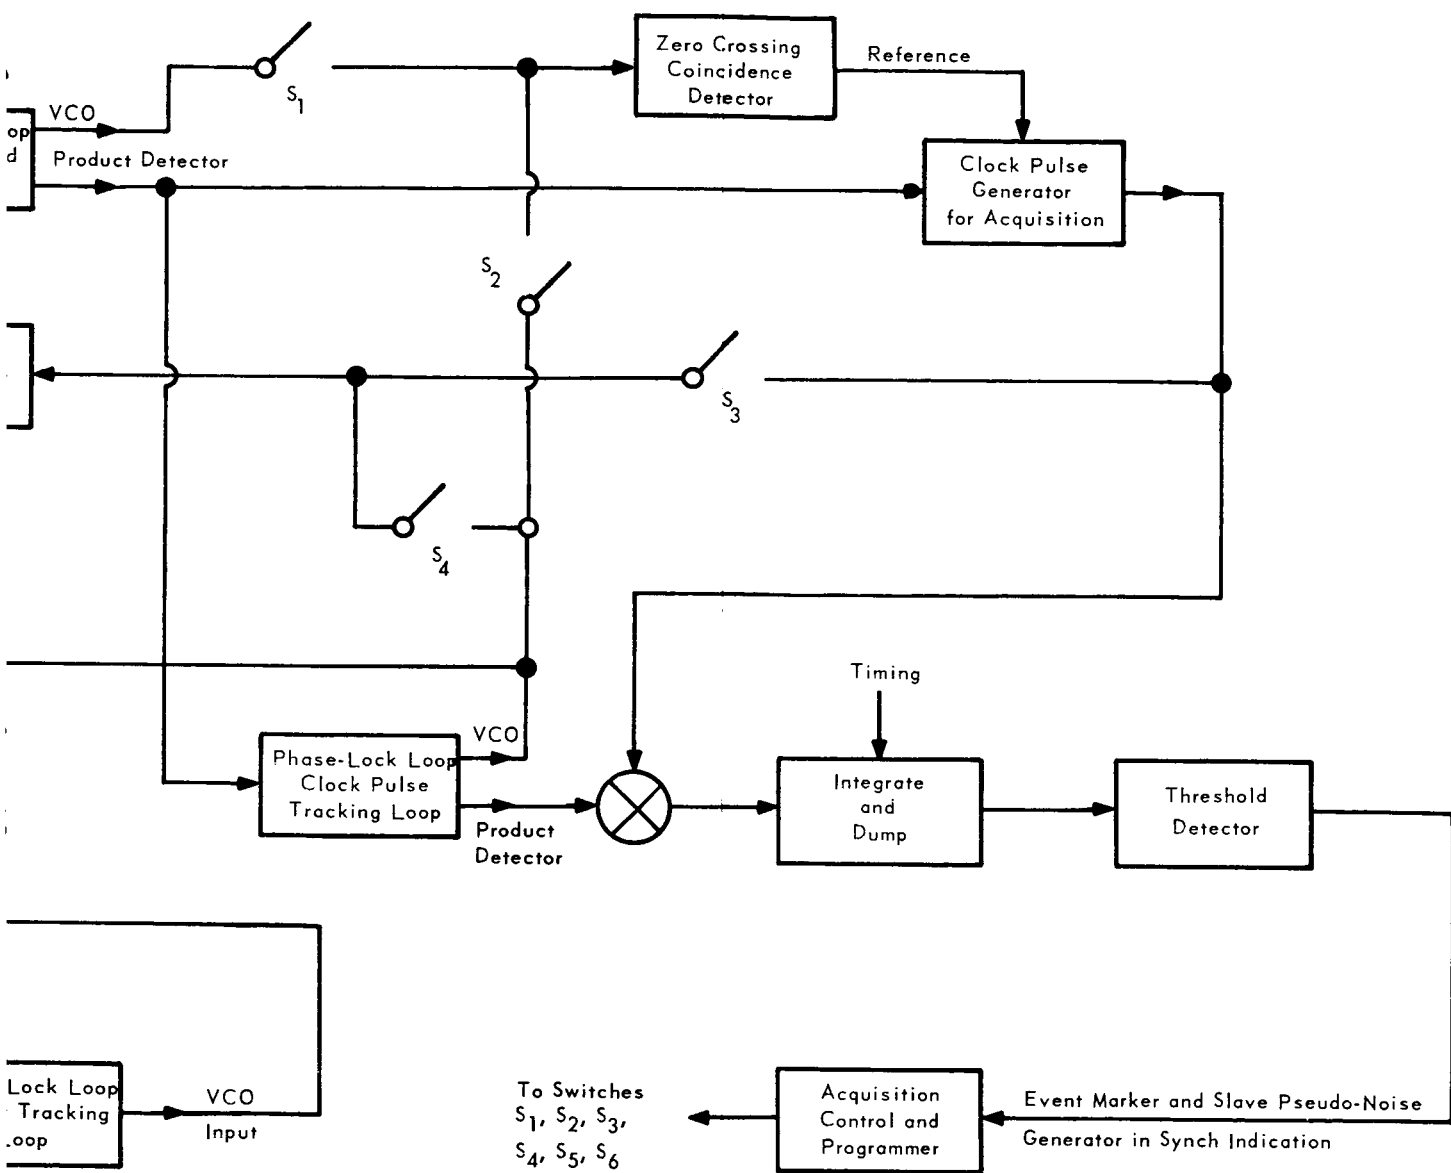 Zero Crossing
Coincidence
Detector
Reference
S1
VCO
op
d
Product Detector
Clock Pulse
Generator
for Acquisition
S2
S3
S4
Timing
VCO
Phase-Lock Loop
Clock Pulse
Tracking Loop
Product
Detector
Integrate
and
Dump
Threshold
Detector
Lock Loop
Tracking
Loop
VCO
Input
To Switches
S1, S2, S3,
S4, S5, S6
Acquisition
Control and
Programmer
Event Marker and Slave Pseudo-Noise
Generator in Synch Indication